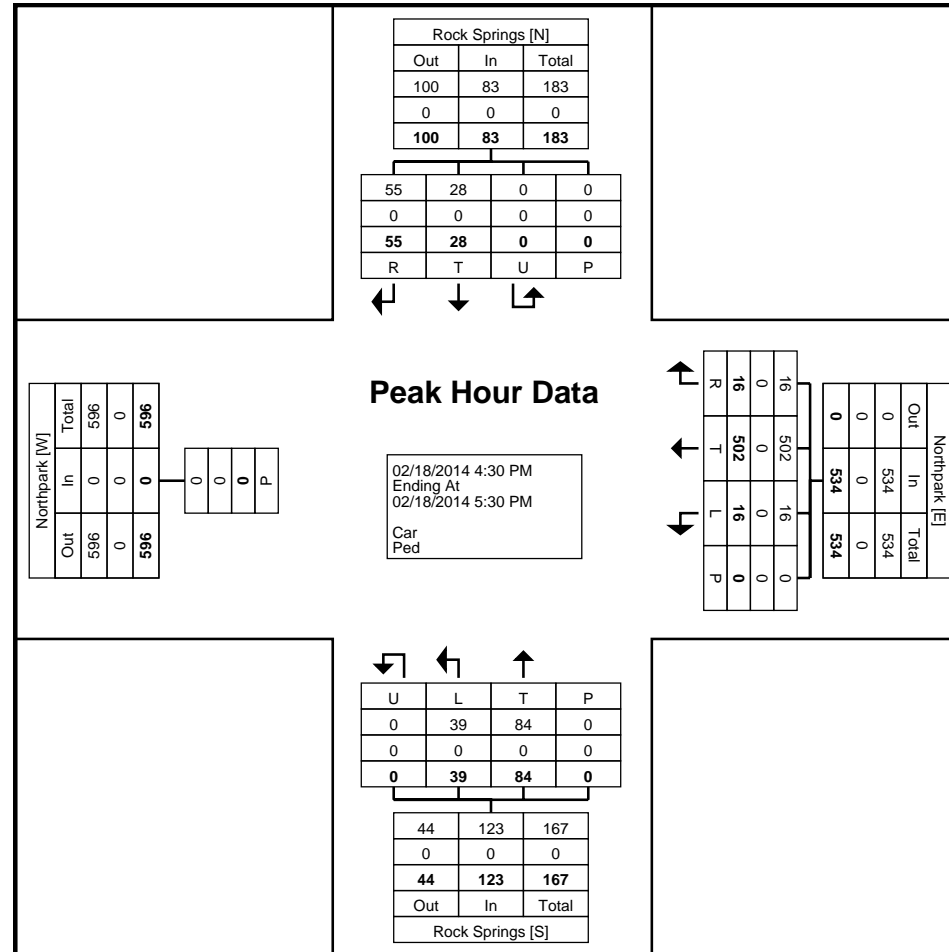 Rock Springs [N]
Out In Total
100 83 183
0 0 0
100 83 183
55 28 0 0
0 0 0 0
55 28 0 0
R T U P
Peak Hour Data
02/18/2014 4:30 PM
Ending At
02/18/2014 5:30 PM
Car
Ped
Northpark [W]
Out In Total
596 0 596
0 0 0
596 0 596
0
0
0
P
Northpark [E]
Out In Total
0 534 534
0 0 0
0 534 534
16 502 16 0
0 0 0 0
16 502 16 0
R T L P
U L T P
0 39 84 0
0 0 0 0
0 39 84 0
44 123 167
0 0 0
44 123 167
Out In Total
Rock Springs [S]